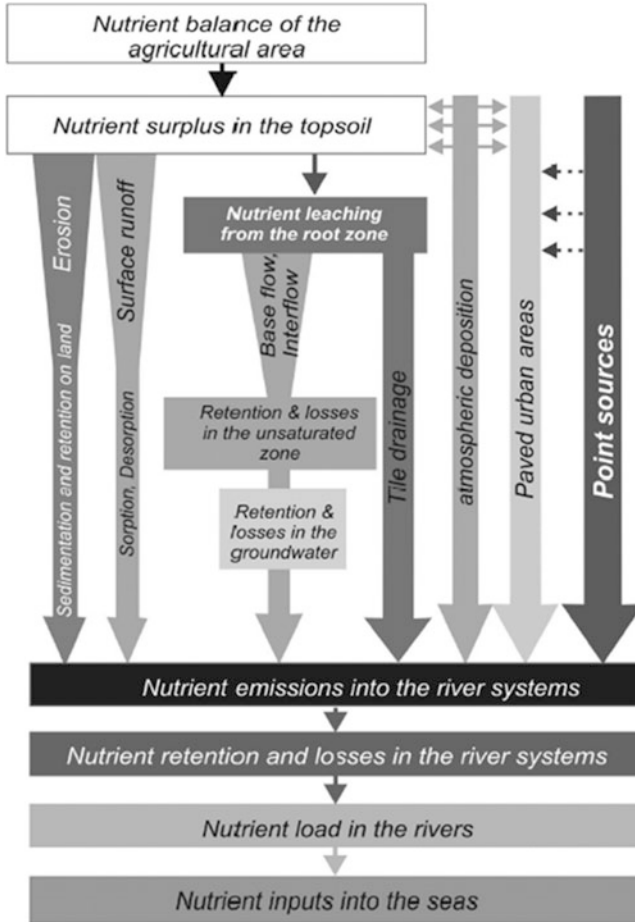 Nutrient balance of the
agricultural area
Nutrient surplus in the topsoil
Erosion
Sedimentation and retention on land
Surface runoff
Sorption, Desorption
Nutrient leaching
from the root zone
Base flow,
Interflow
Retention & losses
in the unsaturated
zone
Retention &
losses in the
groundwater
Tile drainage
atmospheric deposition
Paved urban areas
Point sources
Nutrient emissions into the river systems
Nutrient retention and losses in the river systems
Nutrient load in the rivers
Nutrient inputs into the seas